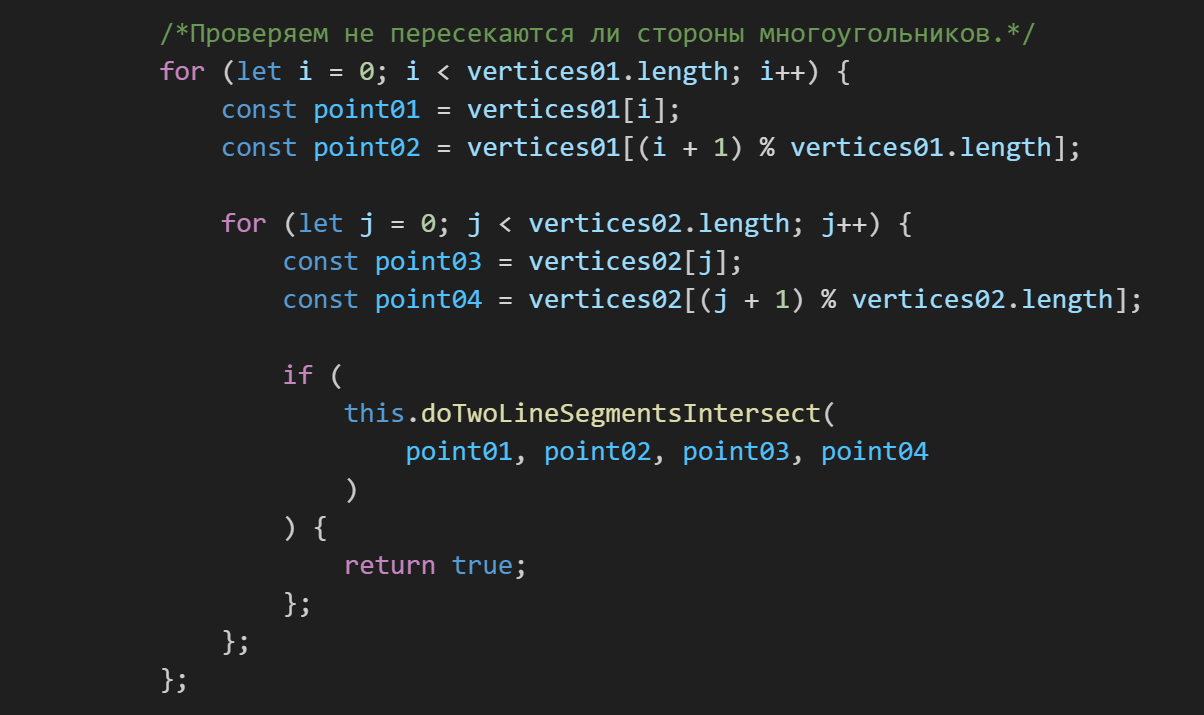 /*Проверяем не пересекаются ли стороны многоугольников.*/
for (let i = 0; i < vertices01.length; i++) {
const point01 = vertices01[i];
const point02 = vertices01[(i + 1) % vertices01.length];
for (let j = 0; j < vertices02.length; j++) {
const point03 = vertices02[j];
const point04 = vertices02[(j + 1) % vertices02.length];
if (
this.doTwoLineSegmentsIntersect(
point01, point02, point03, point04
)
) {
return true;
};
};
};